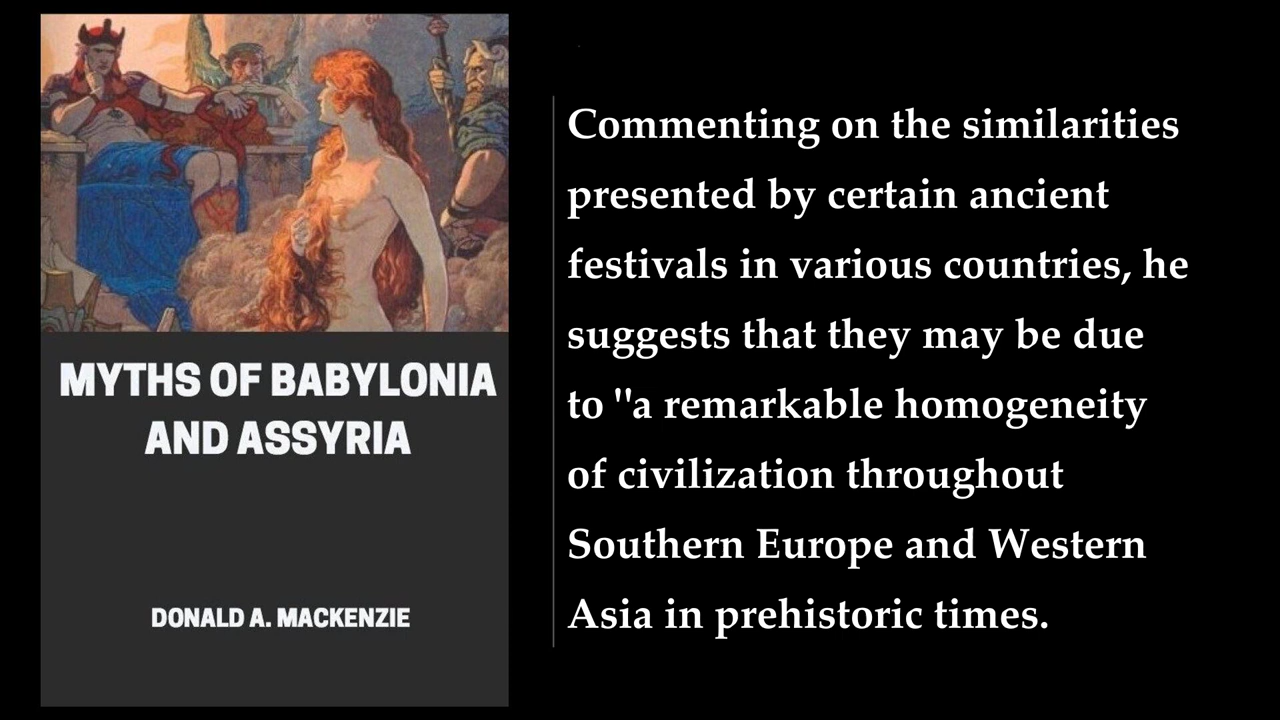 MYTHS OF BABYLONIA
AND ASSYRIA
DONALD A. MACKENZIE
Commenting on the similarities
presented by certain ancient
festivals in various countries, he
suggests that they may be due
to "a remarkable homogeneity
of civilization throughout
Southern Europe and Western
Asia in prehistoric times.